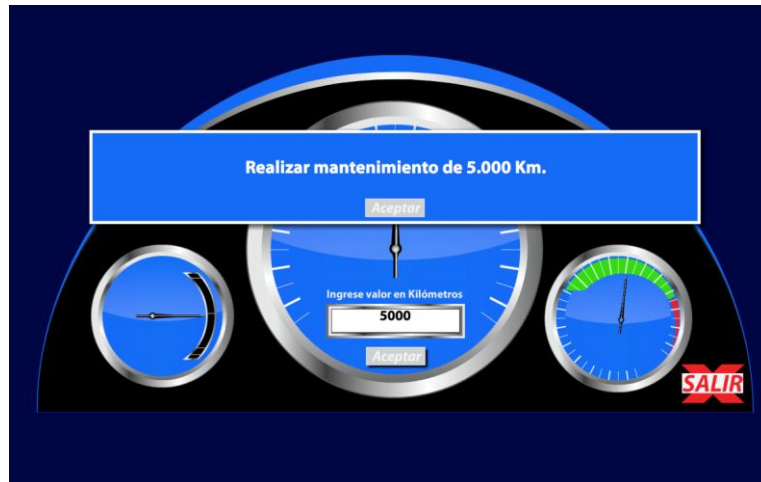 Realizar mantenimiento de 5.000 Km.
Aceptar
Ingrese valor en Kilómetros
5000
Aceptar
SALIR